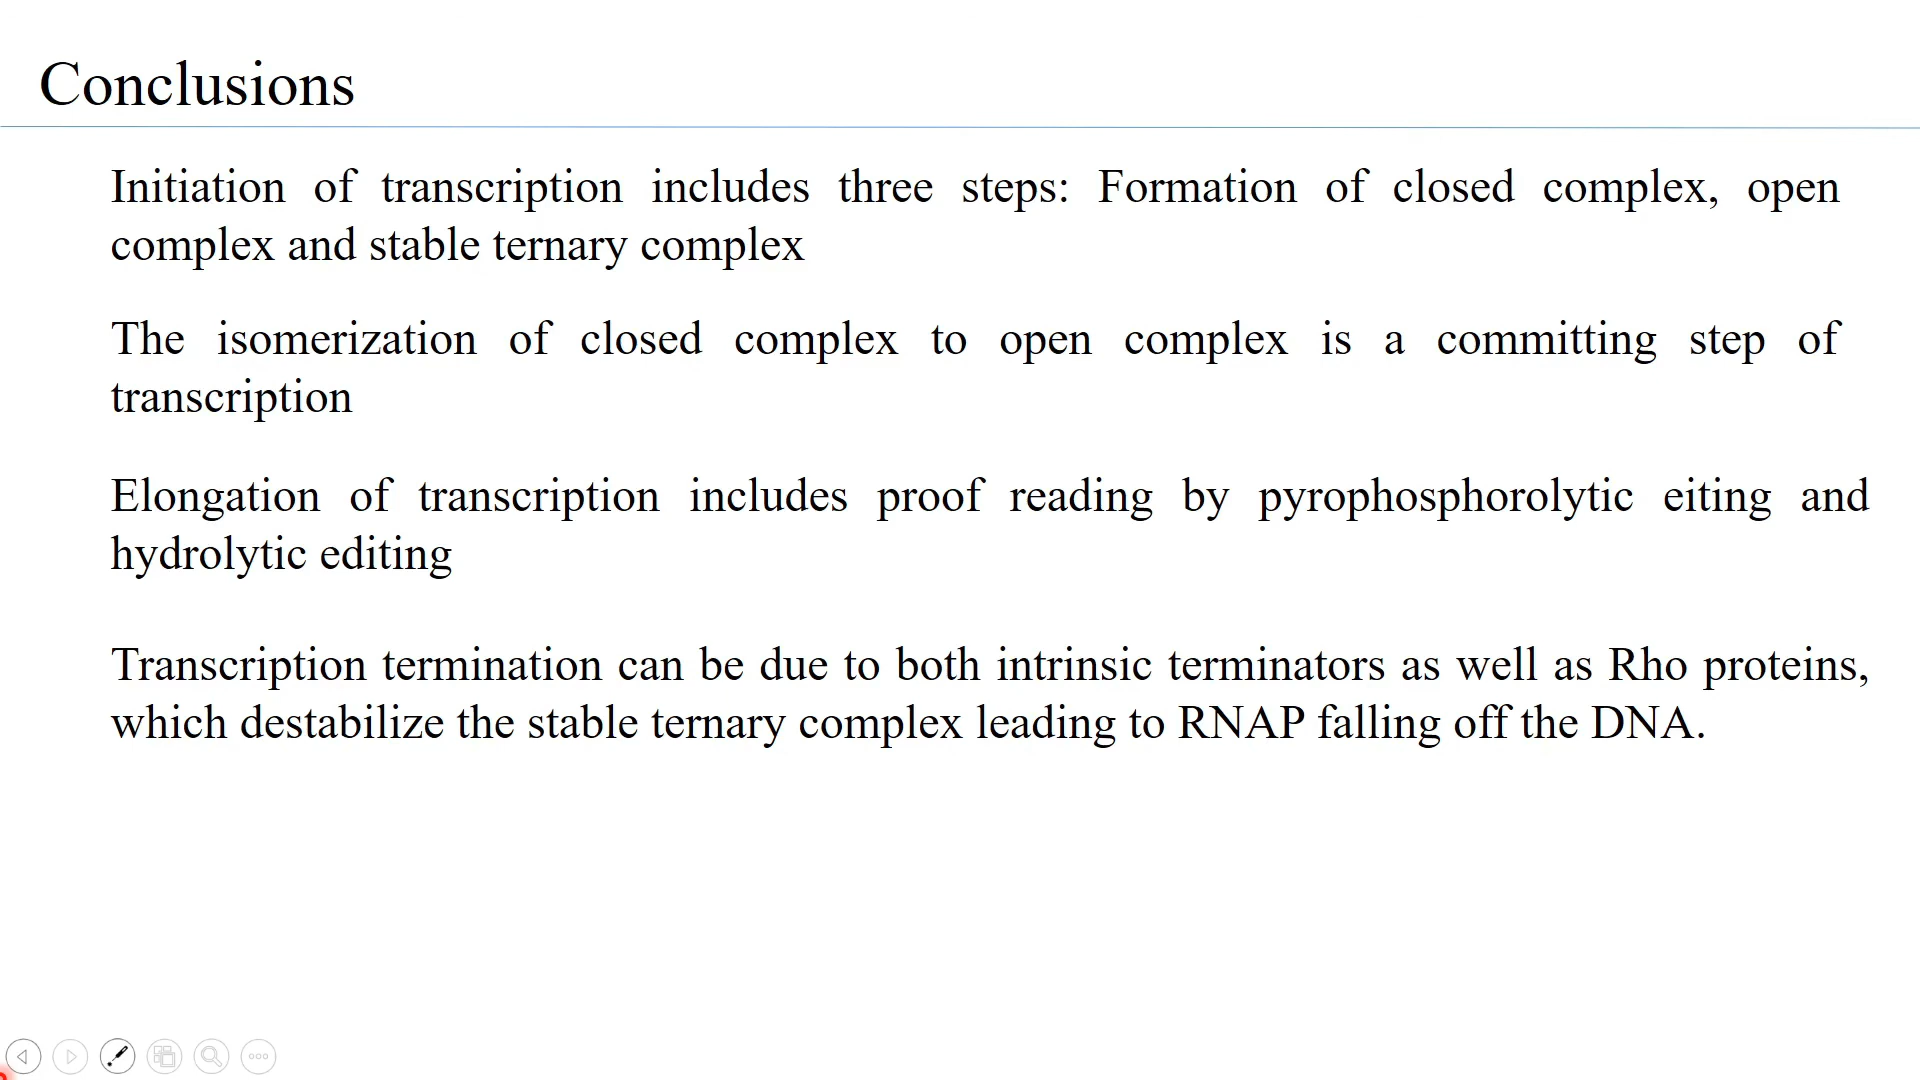 Conclusions
Initiation of transcription includes three steps: Formation of closed complex, open
complex and stable ternary complex
The isomerization of closed complex to open complex is a committing step of
transcription
Elongation of transcription includes proof reading by pyrophosphorolytic eiting and
hydrolytic editing
Transcription termination can be due to both intrinsic terminators as well as Rho proteins,
which destabilize the stable ternary complex leading to RNAP falling off the DNA.